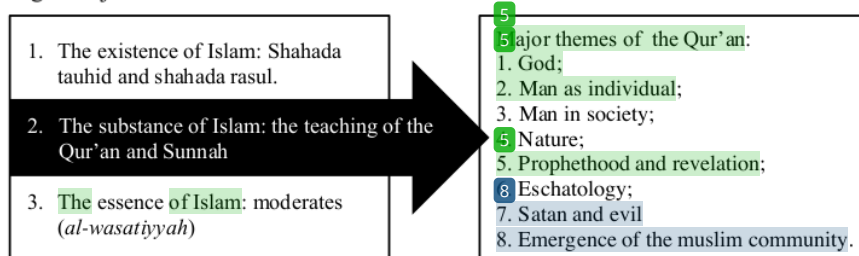 1. The existence of Islam: Shahada
tauhid and shahada rasul.
2. The substance of Islam: the teaching of the
Qur’an and Sunnah
3. The essence of Islam: moderates
(al-wasatiyyah)
5
5 ajor themes of the Qur’an:
1. God;
2. Man as individual;
3. Man in society;
5 Nature;
5. Prophethood and revelation;
8 Eschatology;
7. Satan and evil
8. Emergence of the muslim community.